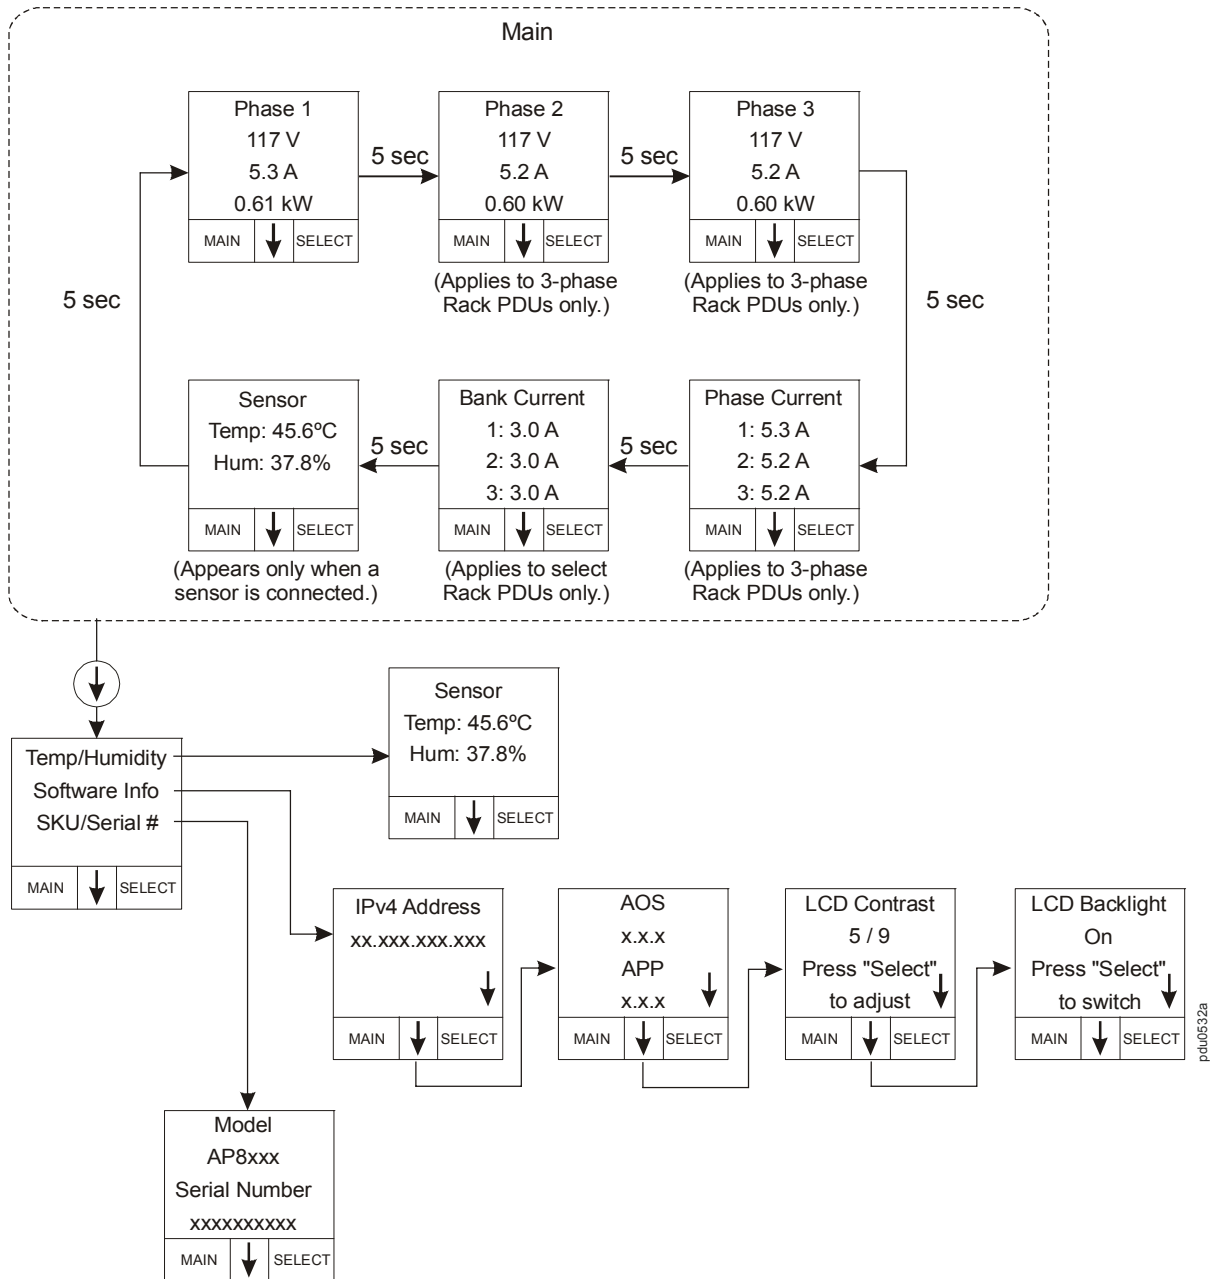 Main
Phase 1
117 V
5.3 A
0.61 kW
MAIN
SELECT
5 sec
Phase 2
117 V
5.2 A
0.60 kW
MAIN
SELECT
(Applies to 3-phase
Rack PDUs only.)
5 sec
Phase 3
117 V
5.2 A
0.60 kW
MAIN
SELECT
(Applies to 3-phase
Rack PDUs only.)
5 sec
5 sec
Sensor
Temp: 45.6ºC
Hum: 37.8%
MAIN
SELECT
(Appears only when a
sensor is connected.)
5 sec
Bank Current
1: 3.0 A
2: 3.0 A
3: 3.0 A
MAIN
SELECT
(Applies to select
Rack PDUs only.)
5 sec
Phase Current
1: 5.3 A
2: 5.2 A
3: 5.2 A
MAIN
SELECT
(Applies to 3-phase
Rack PDUs only.)
Temp/Humidity
Software Info
SKU/Serial #
MAIN
SELECT
Sensor
Temp: 45.6ºC
Hum: 37.8%
MAIN
SELECT
IPv4 Address
xx.xxx.xxx.xxx
MAIN
SELECT
AOS
x.x.x
APP
x.x.x
MAIN
SELECT
LCD Contrast
5 / 9
Press "Select"
to adjust
MAIN
SELECT
LCD Backlight
On
Press "Select"
to switch
MAIN
SELECT
pdu0532a
Model
AP8xxx
Serial Number
xxxxxxxxxx
MAIN
SELECT